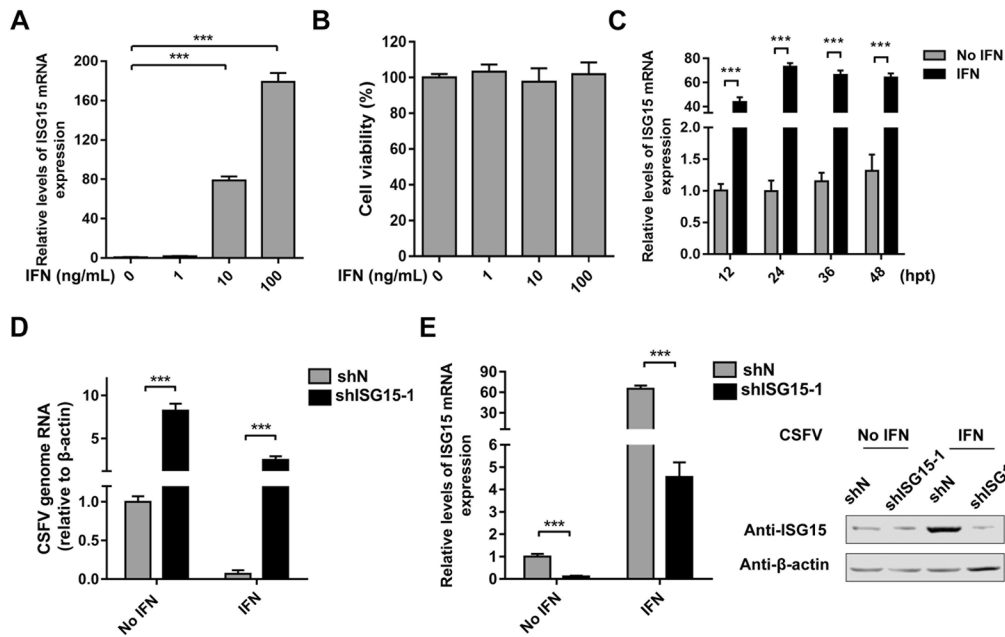 A
Relative levels of ISG15 mRNA
expression
200
160
120
80
40
0
***
***
IFN (ng/mL)
0
1
10
100
B
Cell viability (%)
120
100
80
60
40
20
0
IFN (ng/mL)
0
1
10
100
C
Relative levels of ISG15 mRNA
expression
80
60
40
2.0
1.5
1.0
0.5
0.0
***
***
***
***
No IFN
IFN
12
24
36
48
(hpt)
D
CSFV genome RNA
(relative to β-actin)
10
5
1.0
0.5
0.0
***
***
shN
shISG15-1
No IFN
IFN
E
Relative levels of ISG15 mRNA
expression
90
60
30
6
5
4
3
2
1
0
***
***
shN
shISG15-1
No IFN
IFN
CSFV
No IFN
IFN
shN
shISG15-1
shN
Anti-ISG15
Anti-β-actin